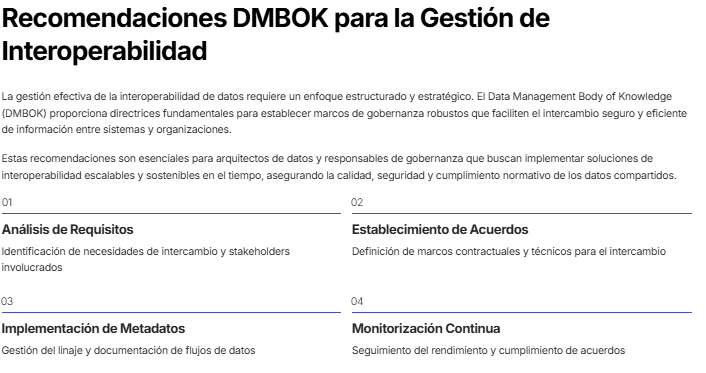 Recomendaciones DMBOK para la Gestión de
Interoperabilidad
La gestión efectiva de la interoperabilidad de datos requiere un enfoque estructurado y estratégico. El Data Management Body of Knowledge
(DMBOK) proporciona directrices fundamentales para establecer marcos de gobernanza robustos que faciliten el intercambio seguro y eficiente
de información entre sistemas y organizaciones.
Estas recomendaciones son esenciales para arquitectos de datos y responsables de gobernanza que buscan implementar soluciones de
interoperabilidad escalables y sostenibles en el tiempo, asegurando la calidad, seguridad y cumplimiento normativo de los datos compartidos.
01
Análisis de Requisitos
Identificación de necesidades de intercambio y stakeholders
involucrados
02
Establecimiento de Acuerdos
Definición de marcos contractuales y técnicos para el intercambio
03
Implementación de Metadatos
Gestión del linaje y documentación de flujos de datos
04
Monitorización Continua
Seguimiento del rendimiento y cumplimiento de acuerdos